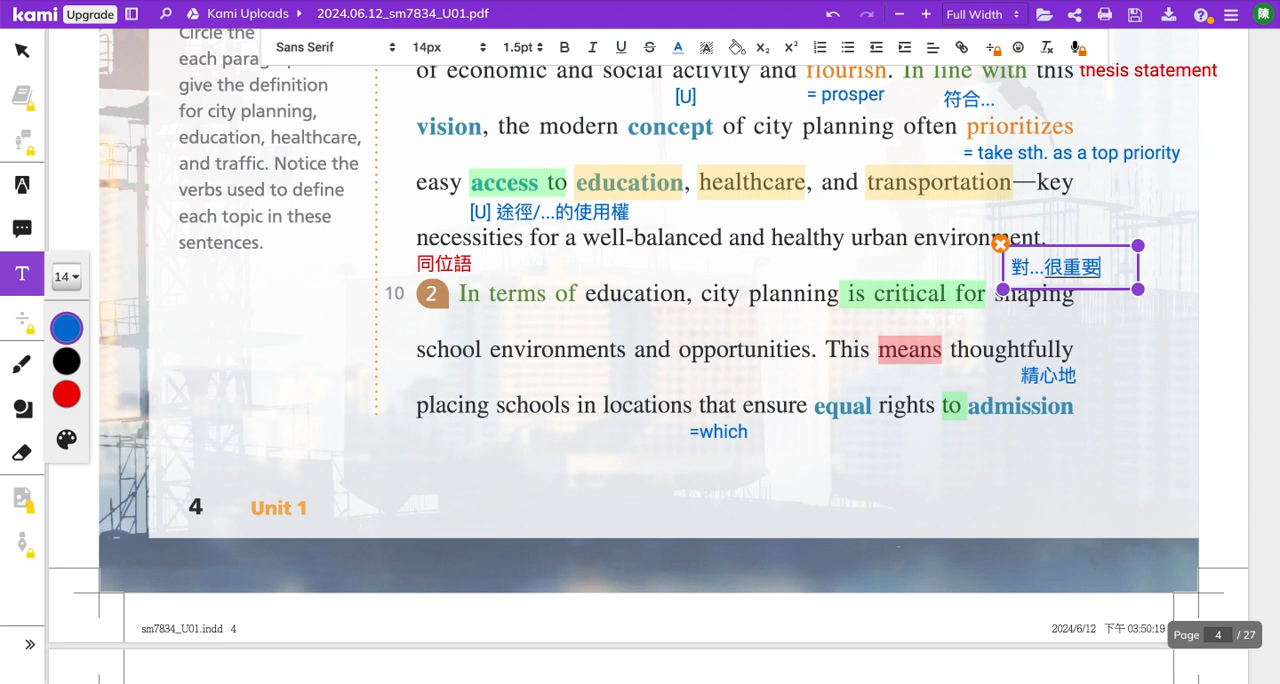 kami Upgrade Kami Uploads 2024.06.12_sm7834_U01.pdf Full Width 陳
Sans Serif 14px 1.5pt B I U S A X₂ X²
Circle the
each parag
give the definition
for city planning,
education, healthcare,
and traffic. Notice the
verbs used to define
each topic in these
sentences.
of economic and social activity and flourish. In line with this thesis statement
[U] = prosper 符合...
vision, the modern concept of city planning often prioritizes
= take sth. as a top priority
easy access to education, healthcare, and transportation—key
[U] 途徑/...的使用權
necessities for a well-balanced and healthy urban environment.
同位語 對...很重要
10 2 In terms of education, city planning is critical for shaping
school environments and opportunities. This means thoughtfully
精心地
placing schools in locations that ensure equal rights to admission
=which
4 Unit 1
T 14
sm7834_U01.indd 4 2024/6/12 下午 03:50:19
Page 4 / 27